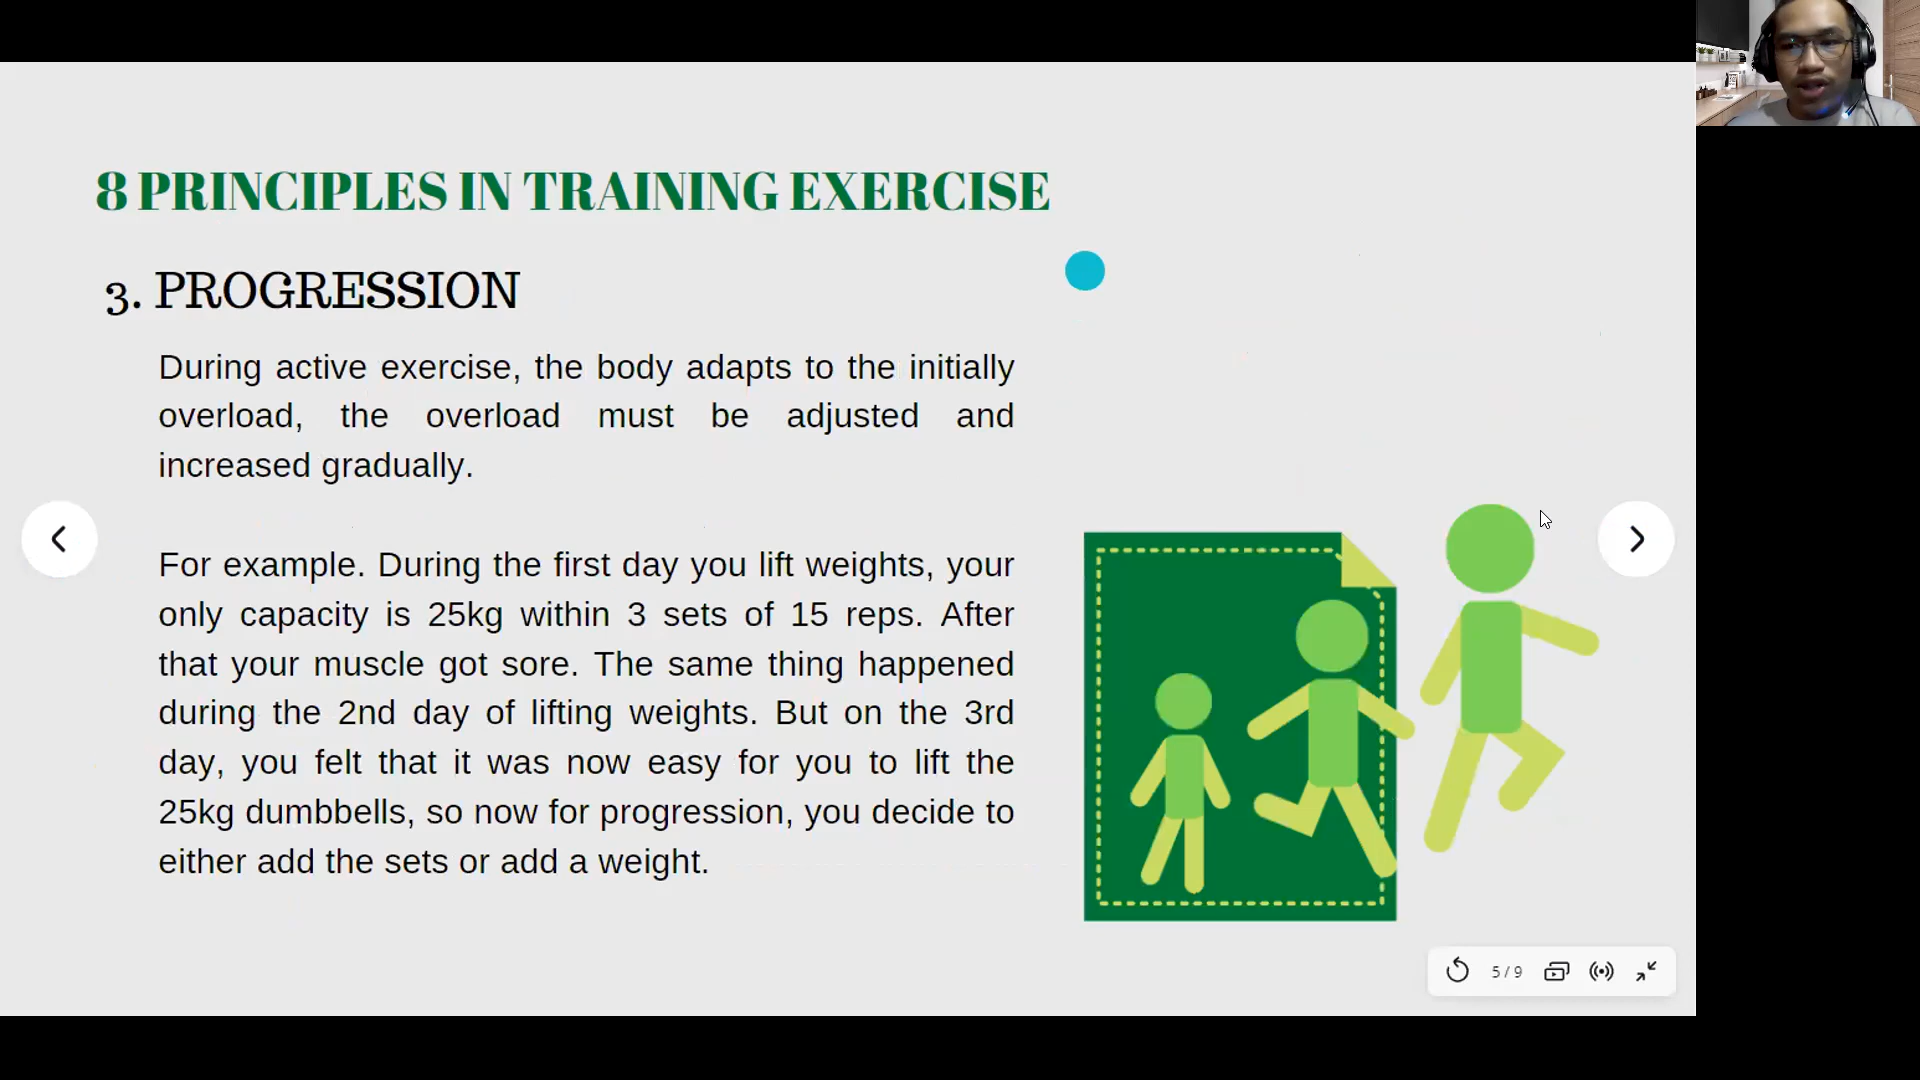 8 PRINCIPLES IN TRAINING EXERCISE
3. PROGRESSION
During active exercise, the body adapts to the initially
overload, the overload must be adjusted and
increased gradually.
For example. During the first day you lift weights, your
only capacity is 25kg within 3 sets of 15 reps. After
that your muscle got sore. The same thing happened
during the 2nd day of lifting weights. But on the 3rd
day, you felt that it was now easy for you to lift the
25kg dumbbells, so now for progression, you decide to
either add the sets or add a weight.
5 / 9